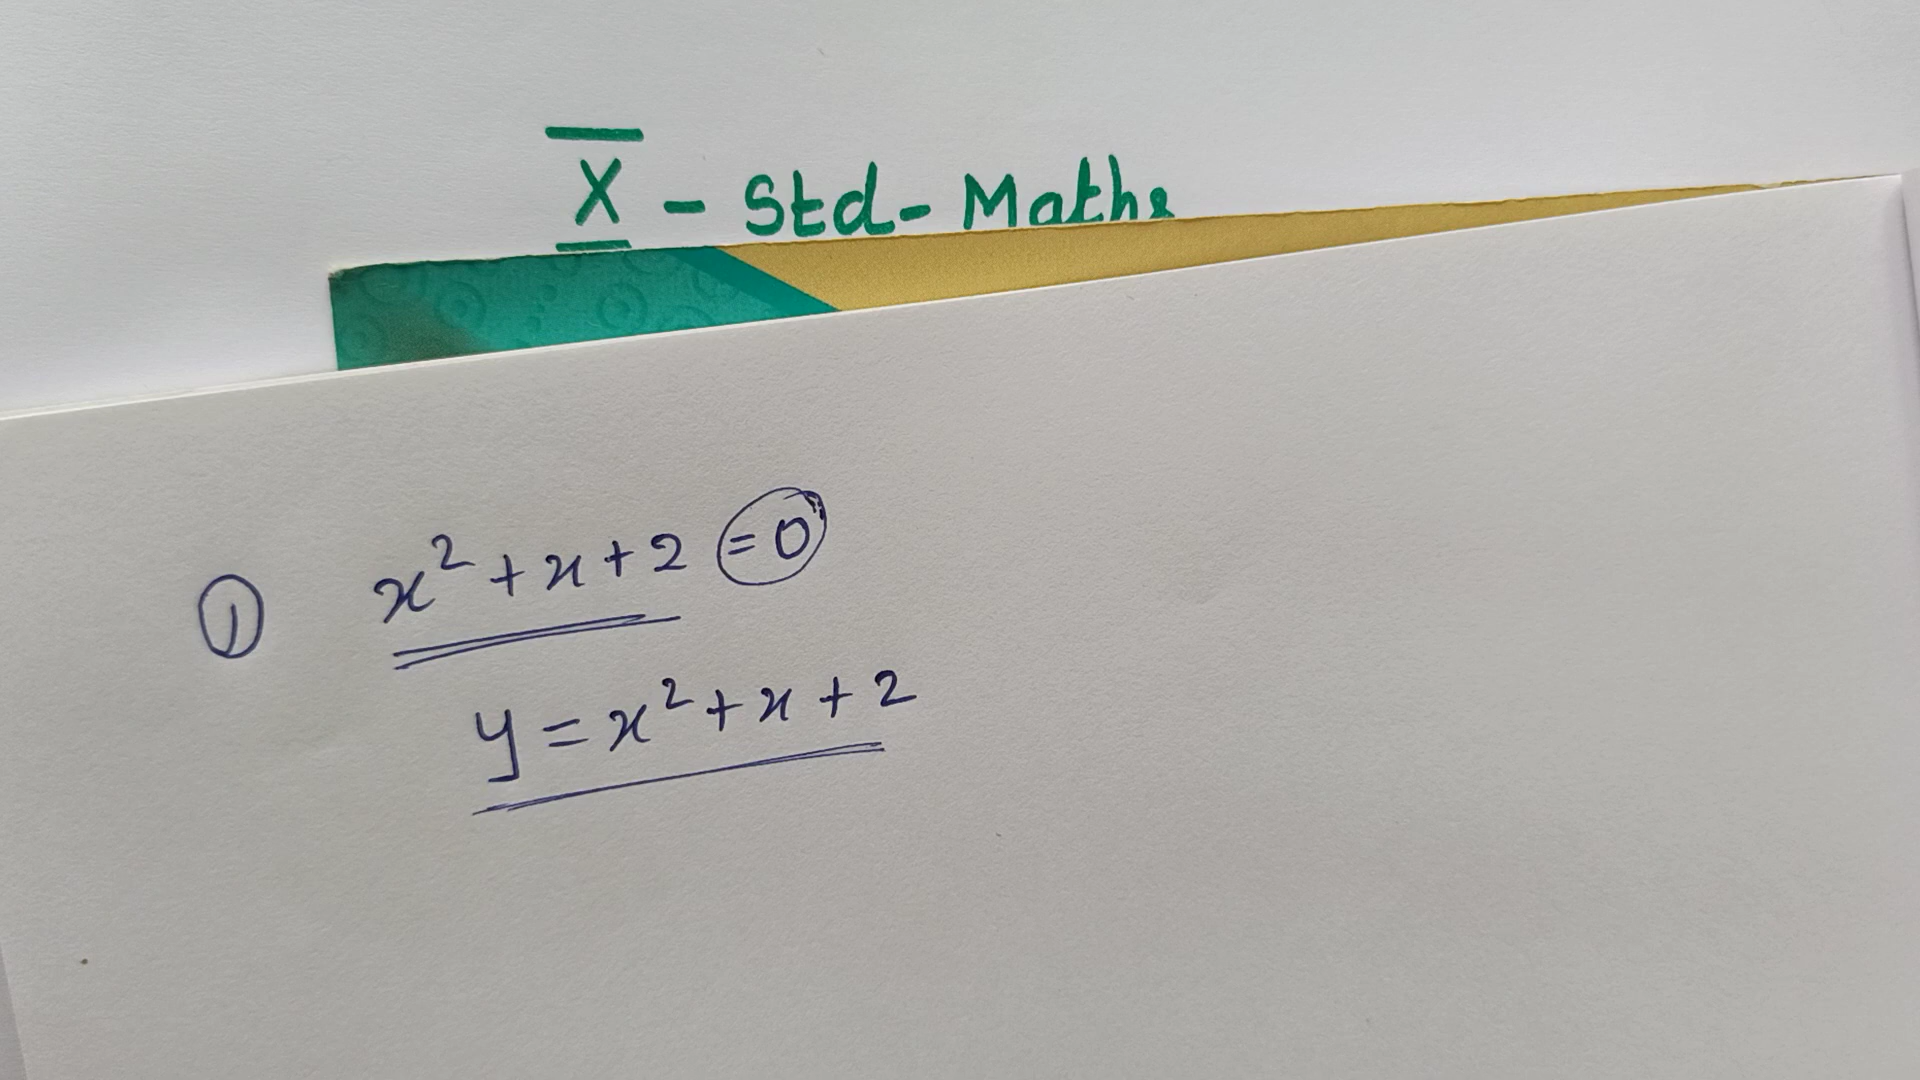 X - Std - Maths
① x² + x + 2 = 0
y = x² + x + 2